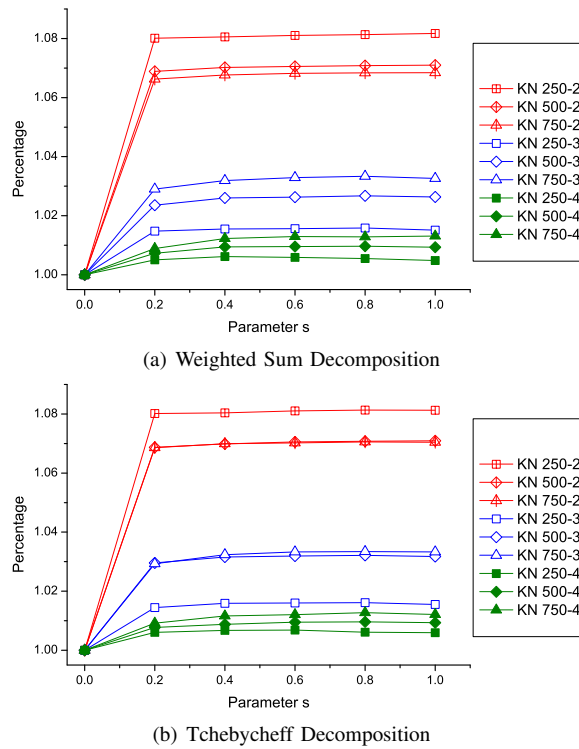 1.08
1.06
1.04
1.02
1.00
Percentage
0.0 0.2 0.4 0.6 0.8 1.0
Parameter s
KN 250-2
KN 500-2
KN 750-2
KN 250-3
KN 500-3
KN 750-3
KN 250-4
KN 500-4
KN 750-4
(a) Weighted Sum Decomposition
1.08
1.06
1.04
1.02
1.00
Percentage
0.0 0.2 0.4 0.6 0.8 1.0
Parameter s
KN 250-2
KN 500-2
KN 750-2
KN 250-3
KN 500-3
KN 750-3
KN 250-4
KN 500-4
KN 750-4
(b) Tchebycheff Decomposition